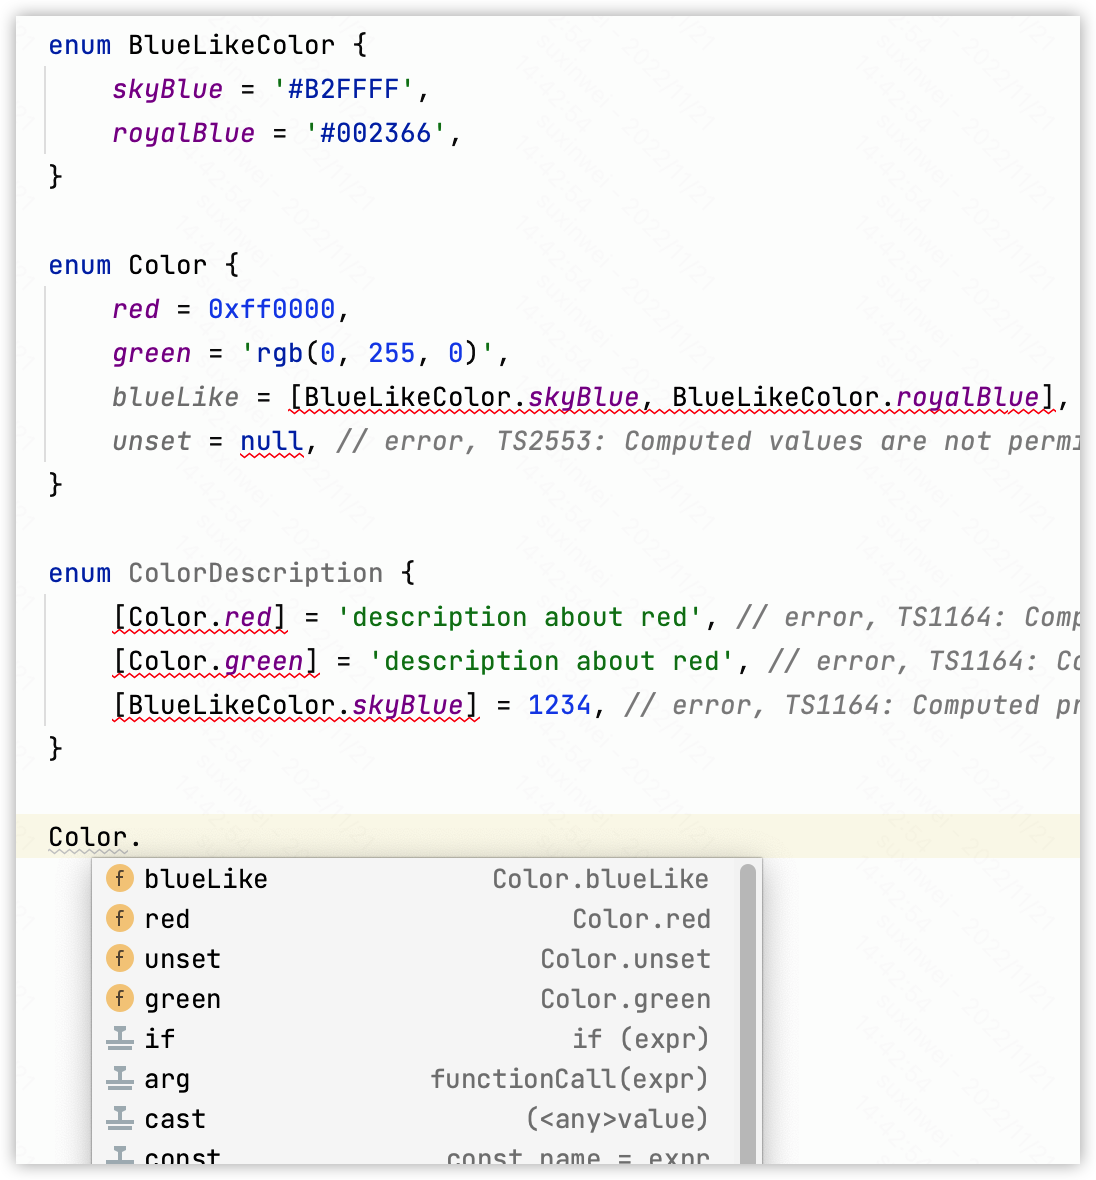 enum BlueLikeColor {
skyBlue = '#B2FFFF',
royalBlue = '#002366',
}
enum Color {
red = 0xff0000,
green = 'rgb(0, 255, 0)',
blueLike = [BlueLikeColor.skyBlue, BlueLikeColor.royalBlue],
unset = null, // error, TS2553: Computed values are not permi
}
enum ColorDescription {
[Color.red] = 'description about red', // error, TS1164: Comp
[Color.green] = 'description about red', // error, TS1164: Co
[BlueLikeColor.skyBlue] = 1234, // error, TS1164: Computed pr
}
Color.
f blueLike Color.blueLike
f red Color.red
f unset Color.unset
f green Color.green
if if (expr)
arg functionCall(expr)
cast (<any>value)
const const name = expr